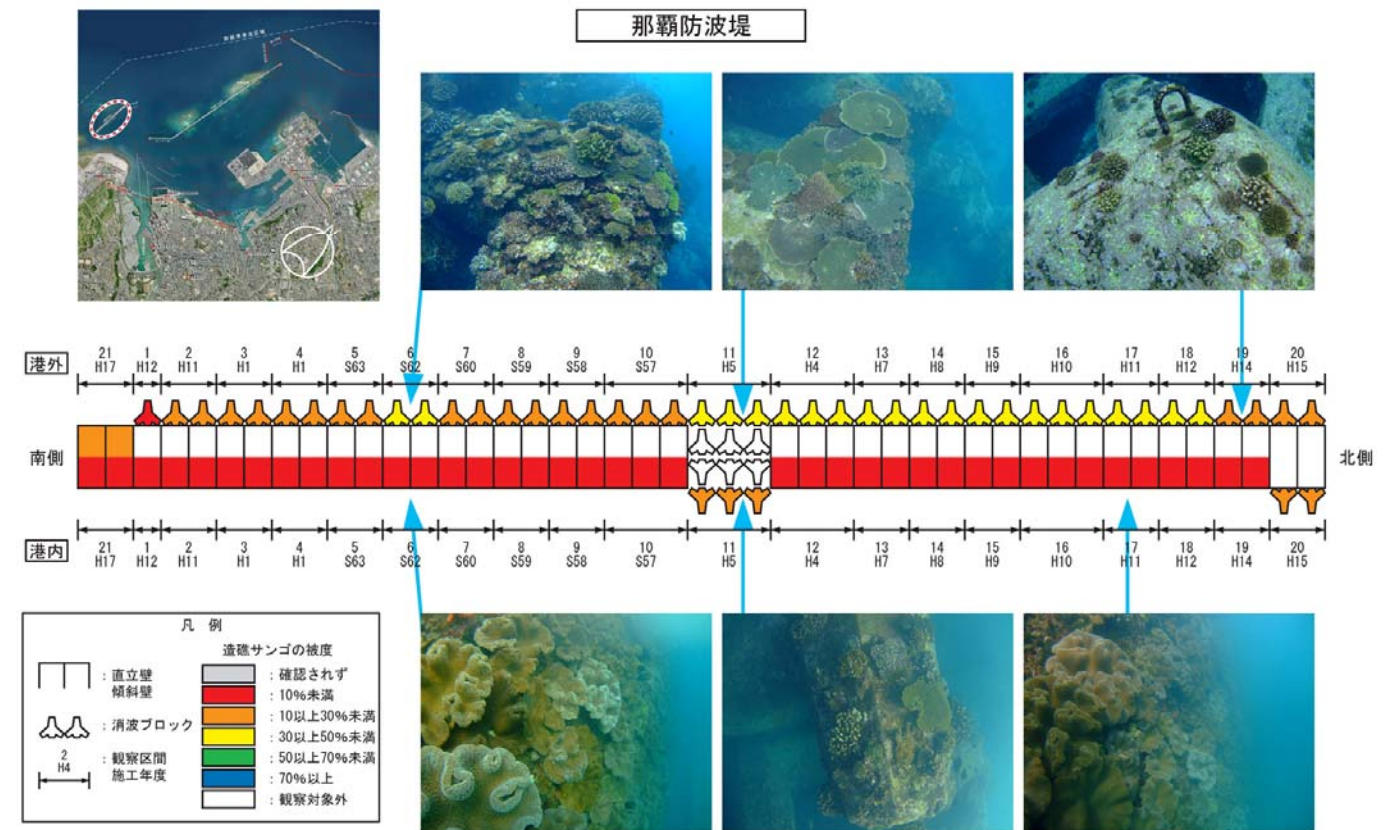 那覇防波堤
港外
21 1 2 3 4 5 6 7 8 9 10 11 12 13 14 15 16 17 18 19 20
H17 H12 H11 H1 H1 S63 S62 S60 S59 S58 S57 H5 H4 H7 H8 H9 H10 H11 H12 H14 H15
南側
北側
港内
21 1 2 3 4 5 6 7 8 9 10 11 12 13 14 15 16 17 18 19 20
H17 H12 H11 H1 H1 S63 S62 S60 S59 S58 S57 H5 H4 H7 H8 H9 H10 H11 H12 H14 H15
凡 例
造礁サンゴの被度
:直立壁
傾斜壁
:消波ブロック
2
H4
:観察区間
施工年度
:確認されず
:10%未満
:10以上30%未満
:30以上50%未満
:50以上70%未満
:70%以上
:観察対象外